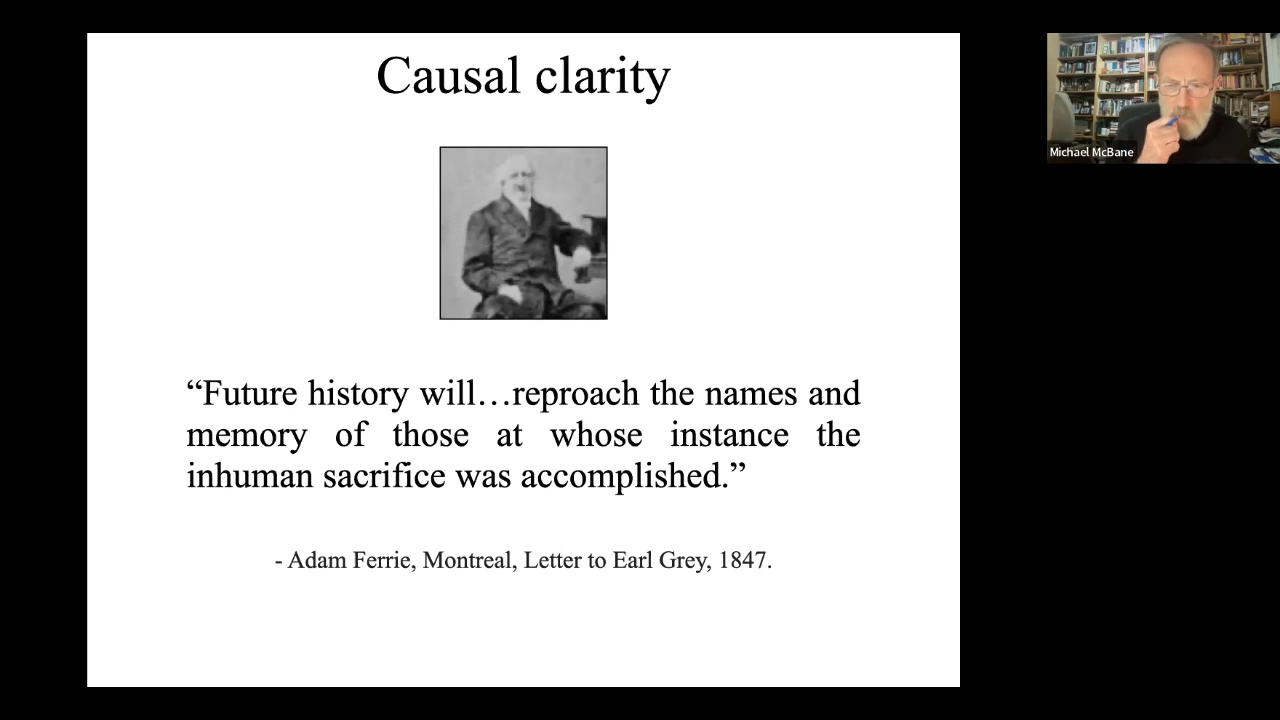 Causal clarity
“Future history will…reproach the names and
memory of those at whose instance the
inhuman sacrifice was accomplished.”
- Adam Ferrie, Montreal, Letter to Earl Grey, 1847.
Michael McBane